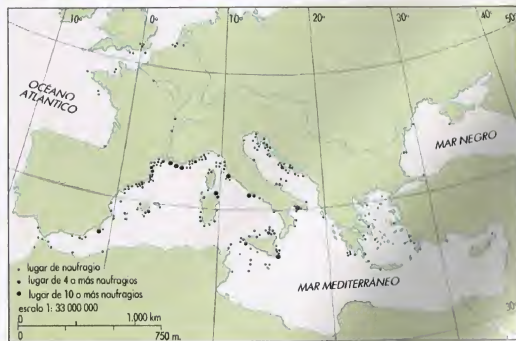 10°
0°
10°
20°
30°
40°
50°
OCEANO
ATLANTICO
MAR NEGRO
MAR MEDITERRÁNEO
30°
• lugar de naufragio
• lugar de 4 o más naufragios
• lugar de 10 o más naufragios
escala 1: 33 000 000
0 1.000 km
0 750 m.